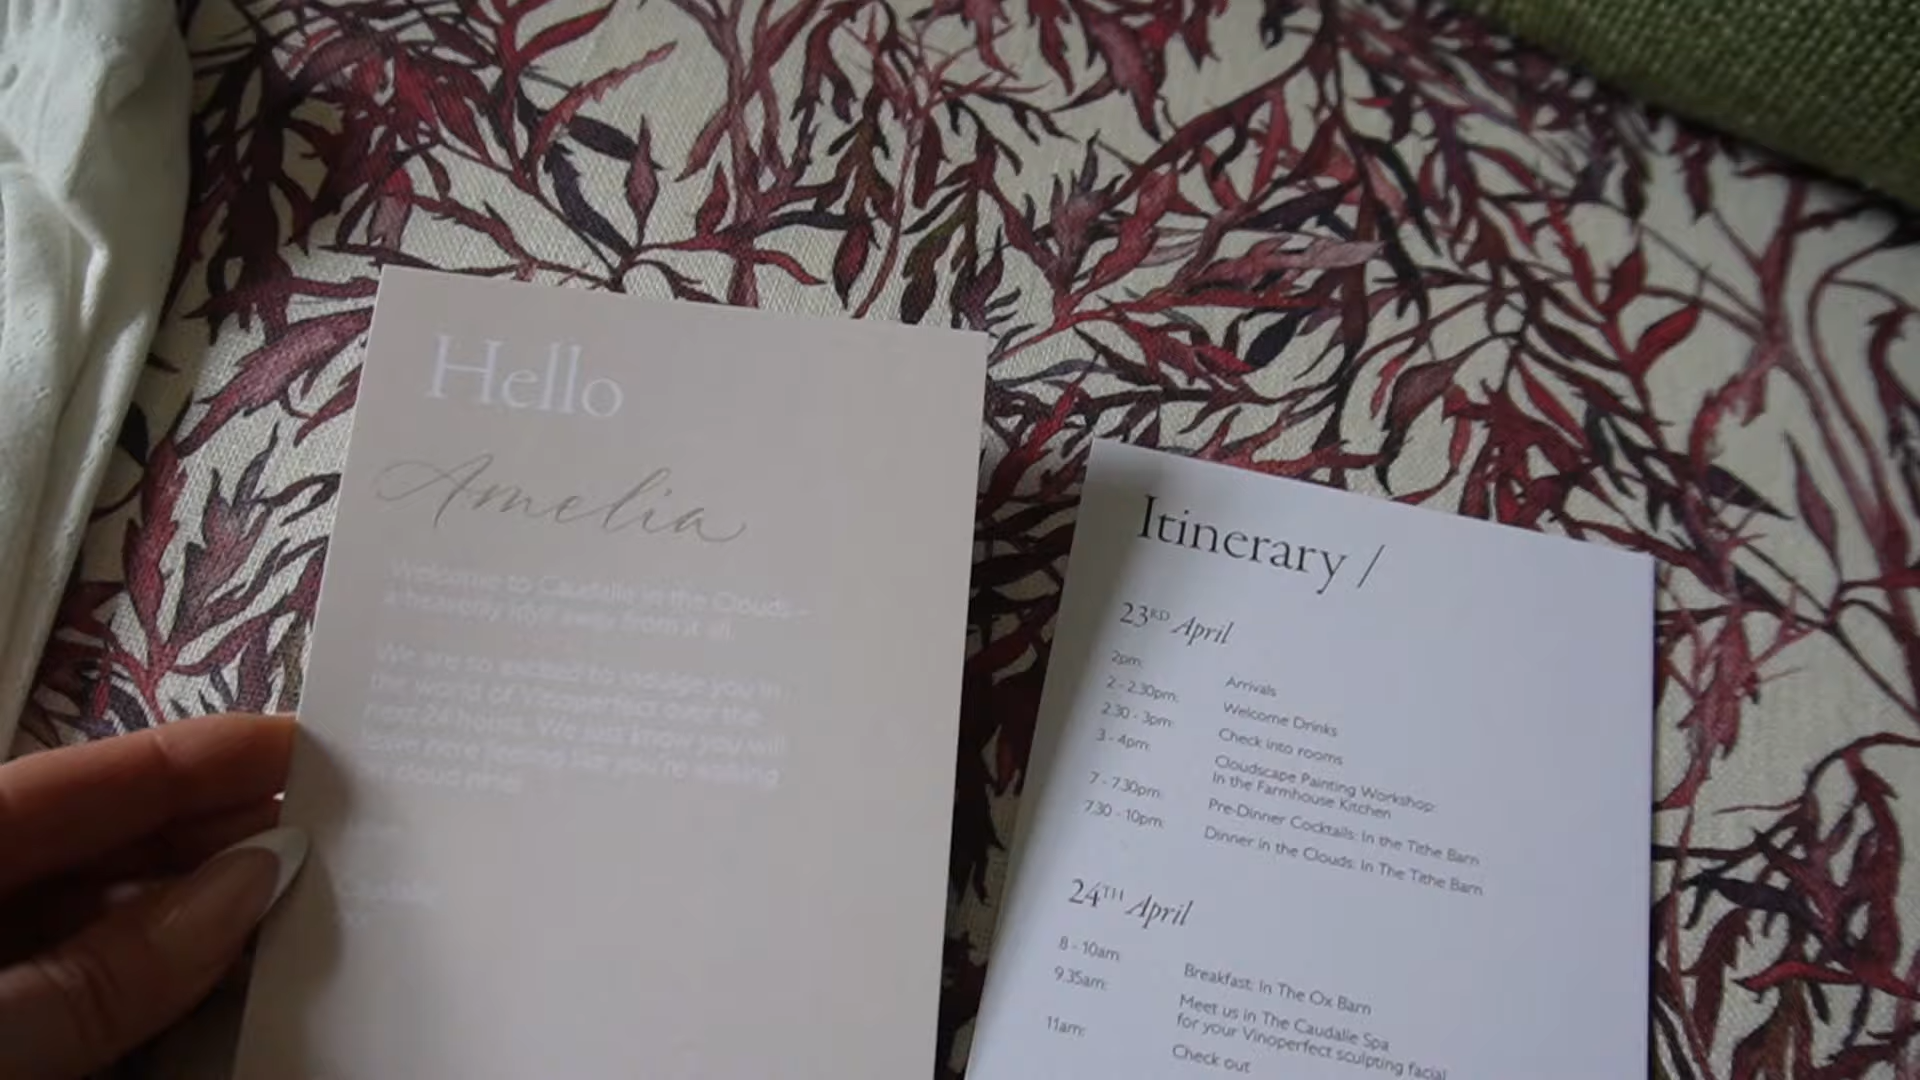 Hello
Amelia
Welcome to Caudalie in the Clouds -
a heavenly idyll away from it all.
We are so excited to indulge you in
the world of Vinoperfect over the
next 24 hours. We just know you will
leave here feeling like you're walking
on cloud nine.
Caudalie
Itinerary /
23RD April
2pm: Arrivals
2 - 2.30pm: Welcome Drinks
2.30 - 3pm: Check into rooms
3 - 4pm: Cloudscape Painting Workshop:
In the Farmhouse Kitchen
7 - 7.30pm: Pre-Dinner Cocktails: In the Tithe Barn
7.30 - 10pm: Dinner in the Clouds: In The Tithe Barn
24TH April
8 - 10am: Breakfast: In The Ox Barn
9.35am: Meet us in The Caudalie Spa
for your Vinoperfect sculpting facial
11am: Check out